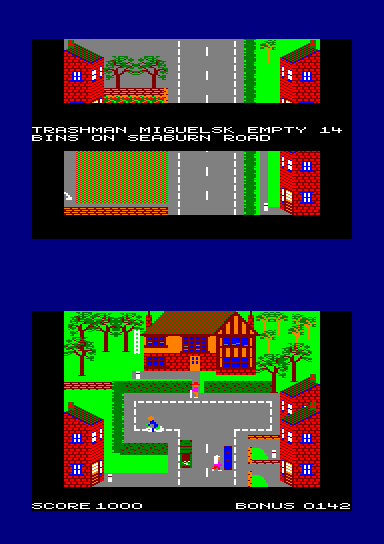 TRASHMAN MIGUELSK EMPTY 14
BINS ON SEABURN ROAD
SCORE 1000 BONUS 0142